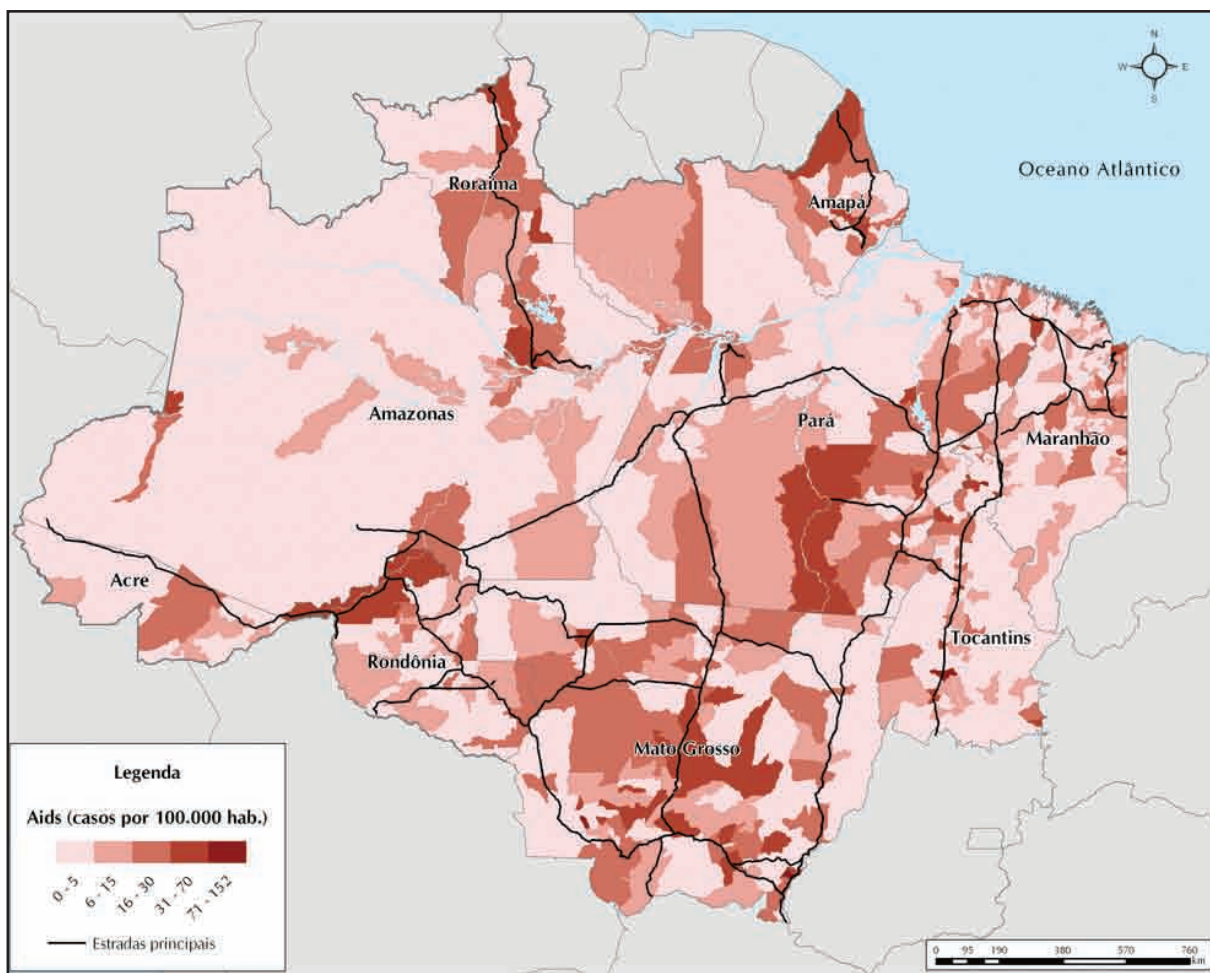 N
W E
S
Oceano Atlântico
Roraima
Amapá
Amazonas
Pará
Maranhão
Acre
Tocantins
Rondônia
Mato Grosso
Legenda
Aids (casos por 100.000 hab.)
0 - 5
6 - 15
16 - 30
31 - 70
71 - 152
Estradas principais
0 95 190 380 570 760
km